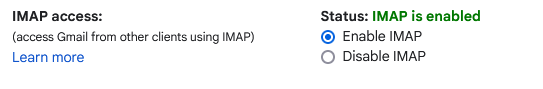 IMAP access:
(access Gmail from other clients using IMAP)
Learn more
Status: IMAP is enabled
Enable IMAP
Disable IMAP